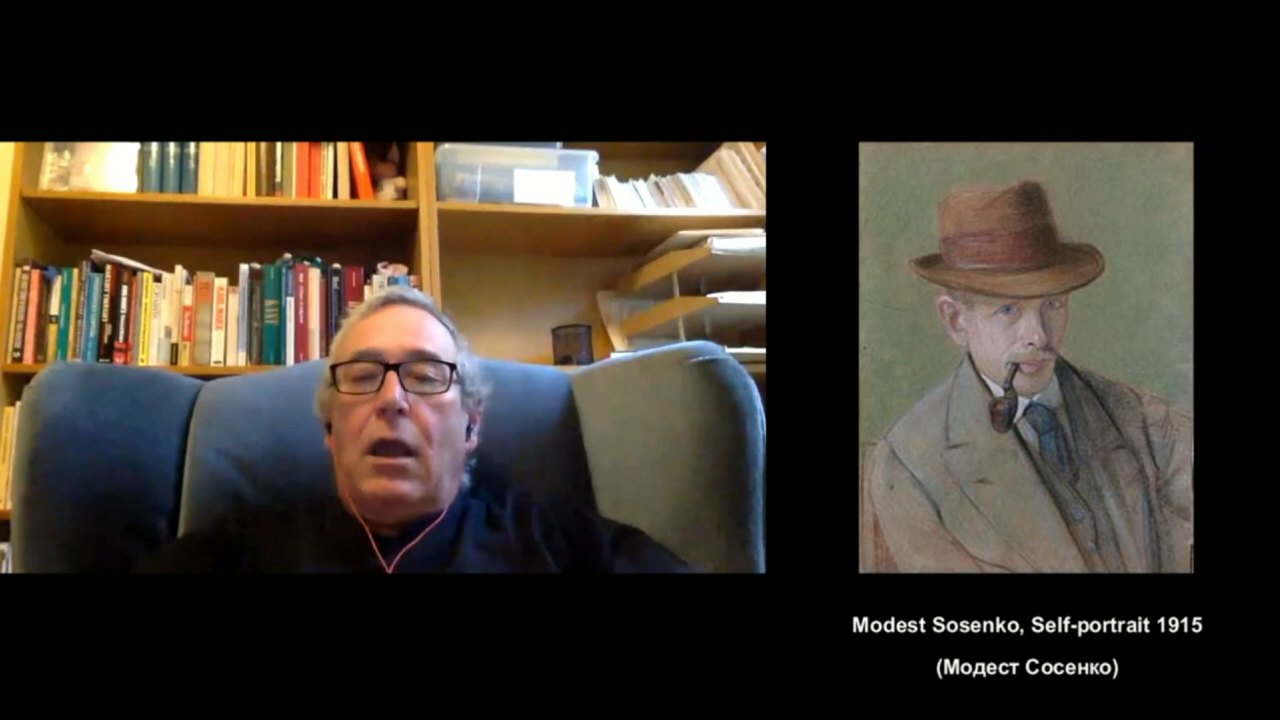 Modest Sosenko, Self-portrait 1915
(Модест Сосенко)